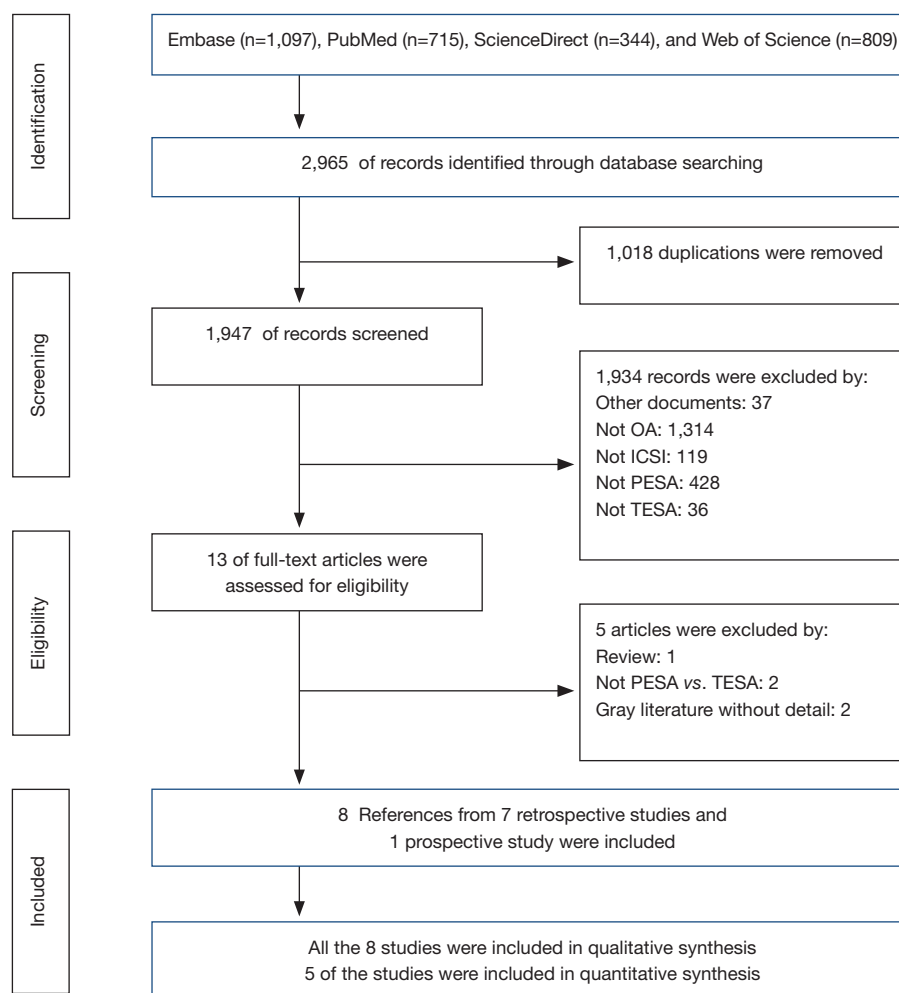 Identification
Embase (n=1,097), PubMed (n=715), ScienceDirect (n=344), and Web of Science (n=809)
2,965 of records identified through database searching
1,018 duplications were removed
Screening
1,947 of records screened
1,934 records were excluded by:
Other documents: 37
Not OA: 1,314
Not ICSI: 119
Not PESA: 428
Not TESA: 36
Eligibility
13 of full-text articles were
assessed for eligibility
5 articles were excluded by:
Review: 1
Not PESA vs. TESA: 2
Gray literature without detail: 2
Included
8 References from 7 retrospective studies and
1 prospective study were included
All the 8 studies were included in qualitative synthesis
5 of the studies were included in quantitative synthesis